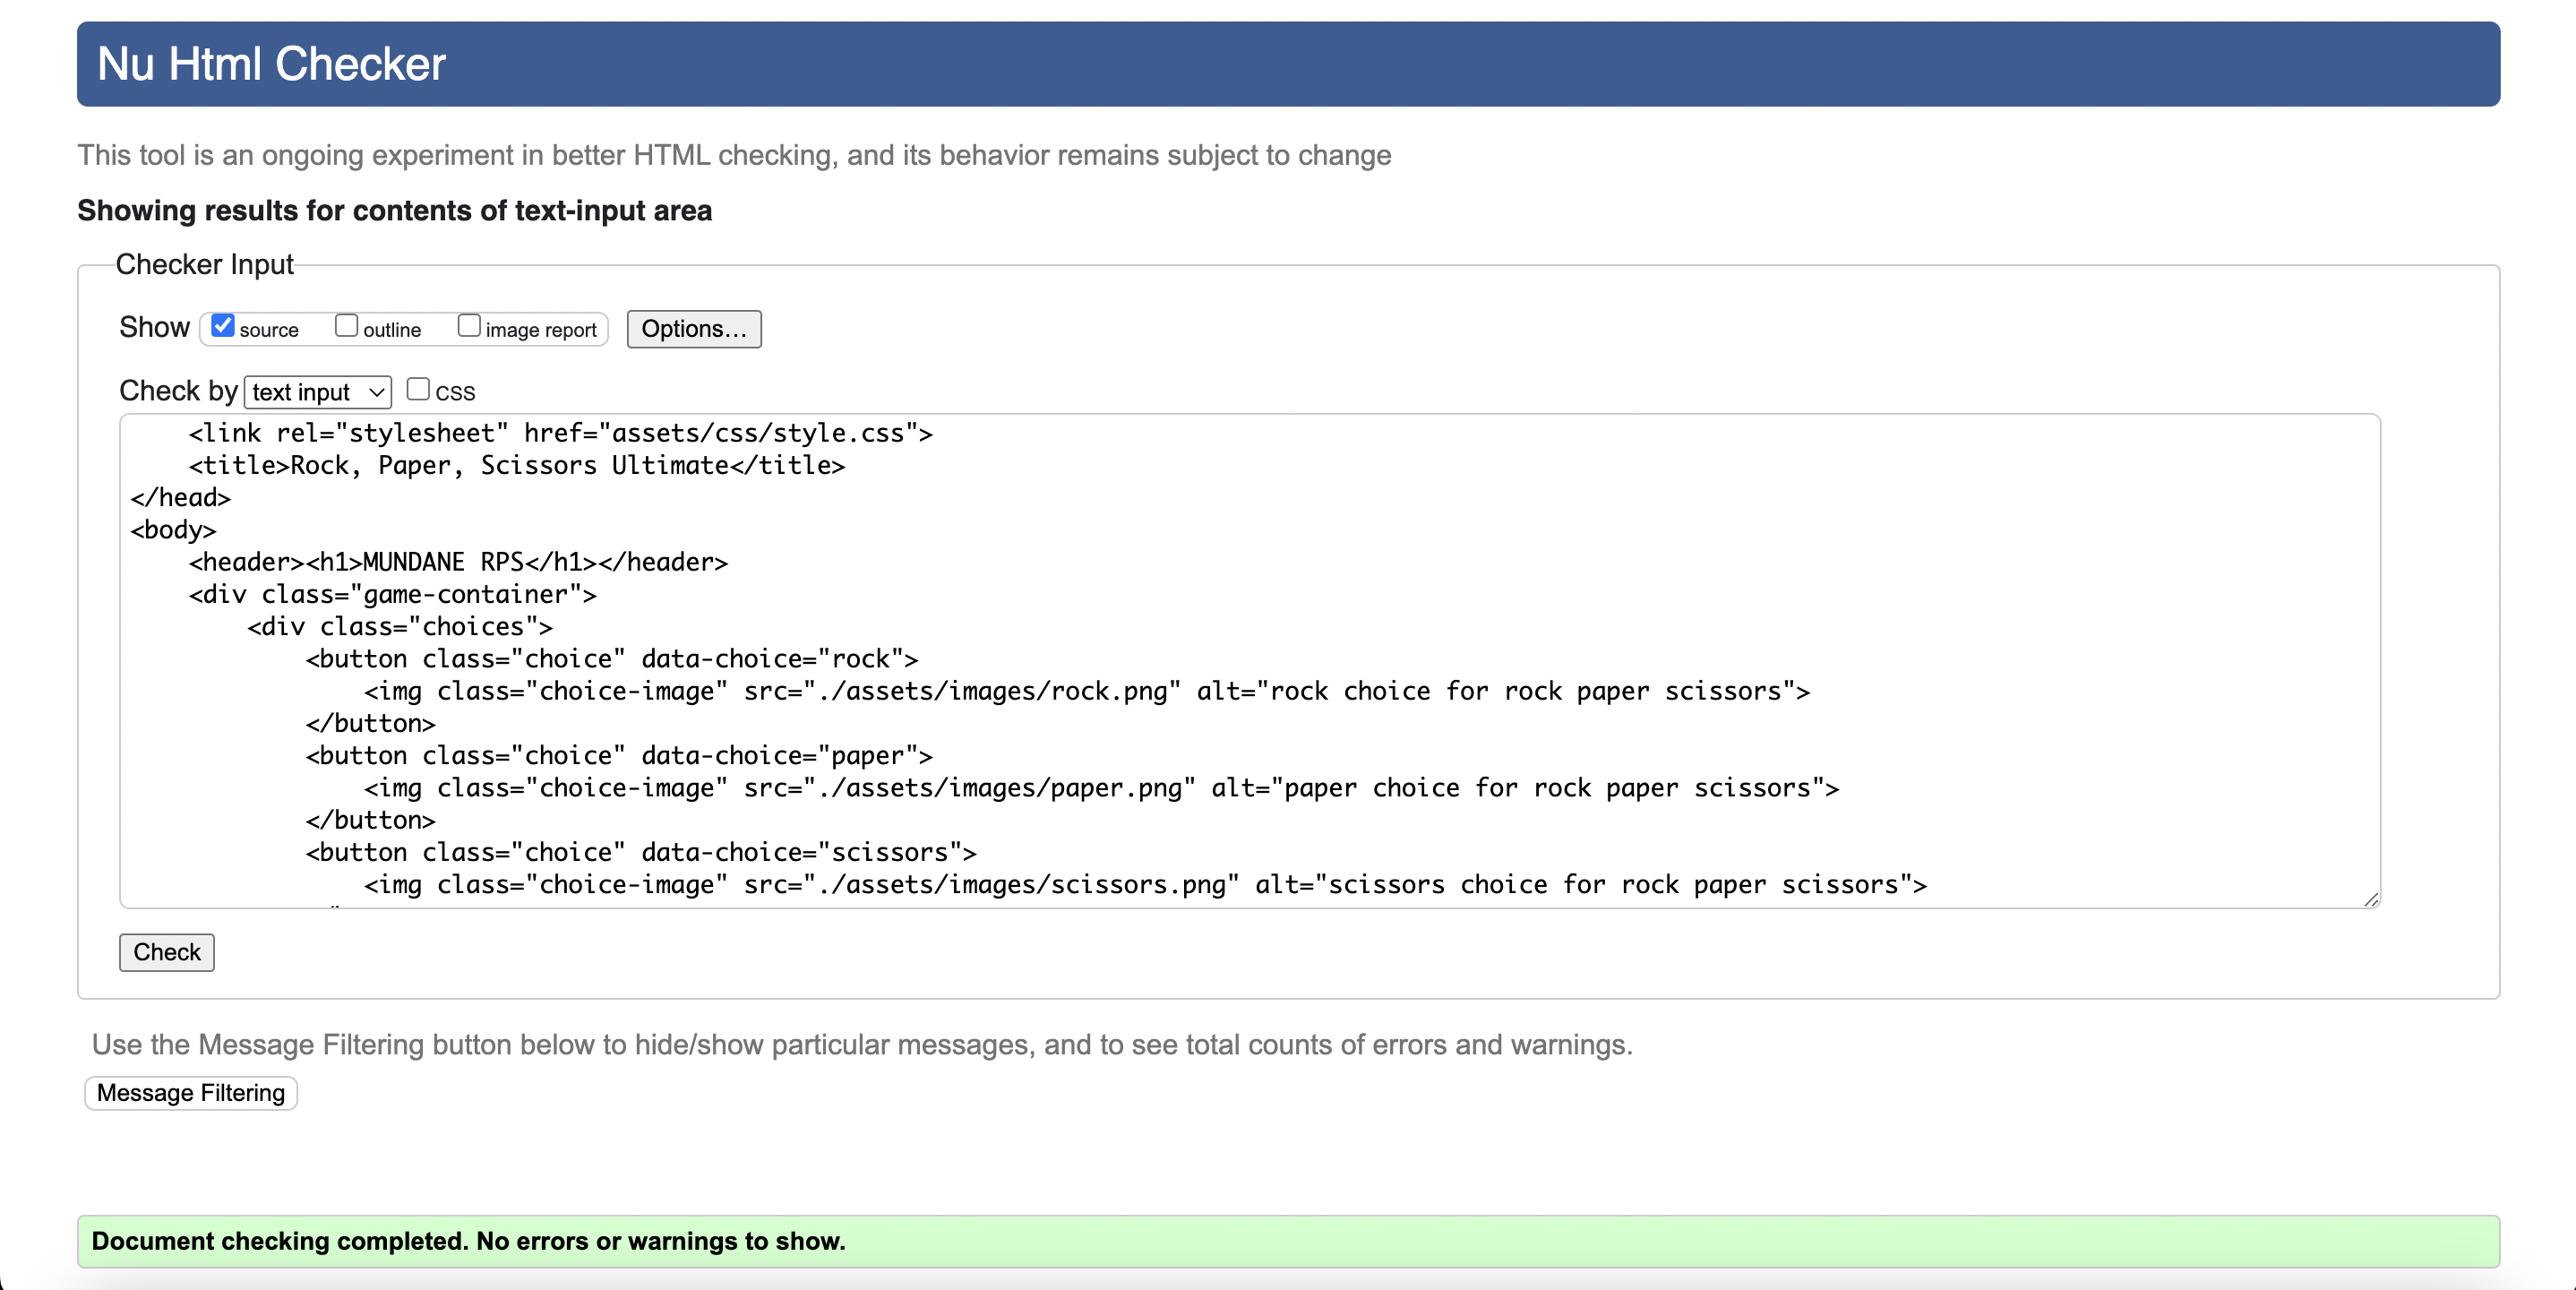 Nu Html Checker
This tool is an ongoing experiment in better HTML checking, and its behavior remains subject to change
Showing results for contents of text-input area
Checker Input
Show source outline image report Options...
Check by text input CSS
    <link rel="stylesheet" href="assets/css/style.css">
    <title>Rock, Paper, Scissors Ultimate</title>
</head>
<body>
    <header><h1>MUNDANE RPS</h1></header>
    <div class="game-container">
        <div class="choices">
            <button class="choice" data-choice="rock">
                <img class="choice-image" src="./assets/images/rock.png" alt="rock choice for rock paper scissors">
            </button>
            <button class="choice" data-choice="paper">
                <img class="choice-image" src="./assets/images/paper.png" alt="paper choice for rock paper scissors">
            </button>
            <button class="choice" data-choice="scissors">
                <img class="choice-image" src="./assets/images/scissors.png" alt="scissors choice for rock paper scissors">
Check
Use the Message Filtering button below to hide/show particular messages, and to see total counts of errors and warnings.
Message Filtering
Document checking completed. No errors or warnings to show.